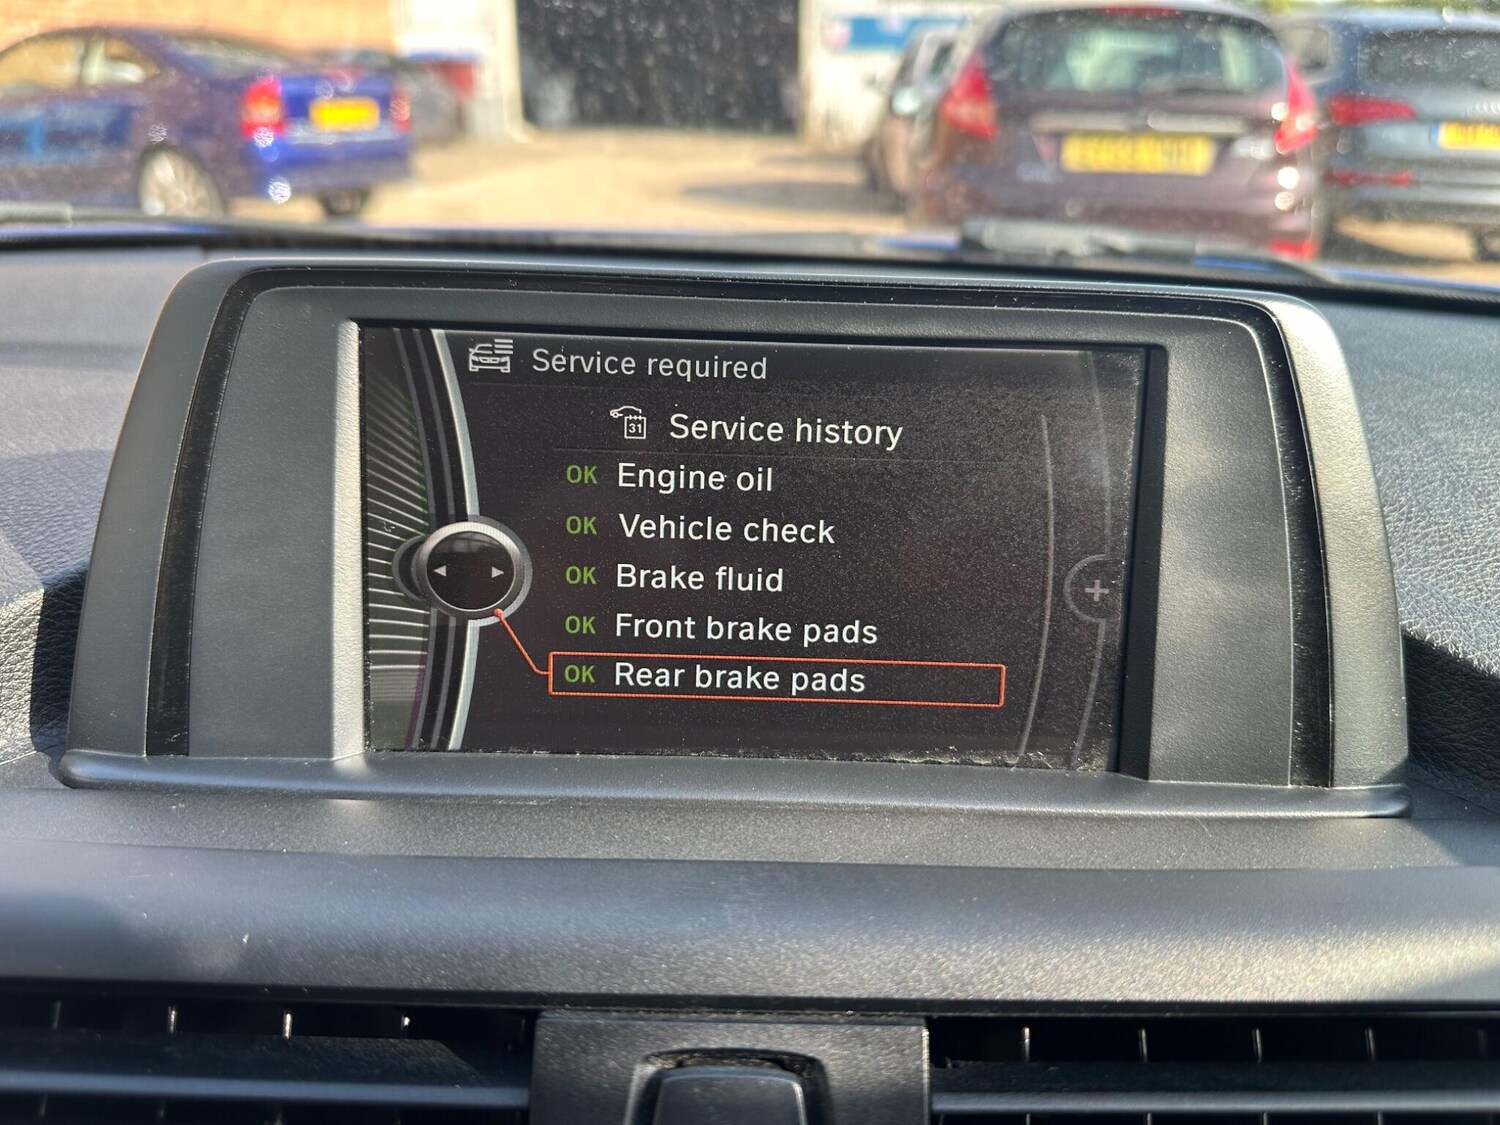 Service required
31 Service history
OK Engine oil
OK Vehicle check
OK Brake fluid
OK Front brake pads
OK Rear brake pads
+